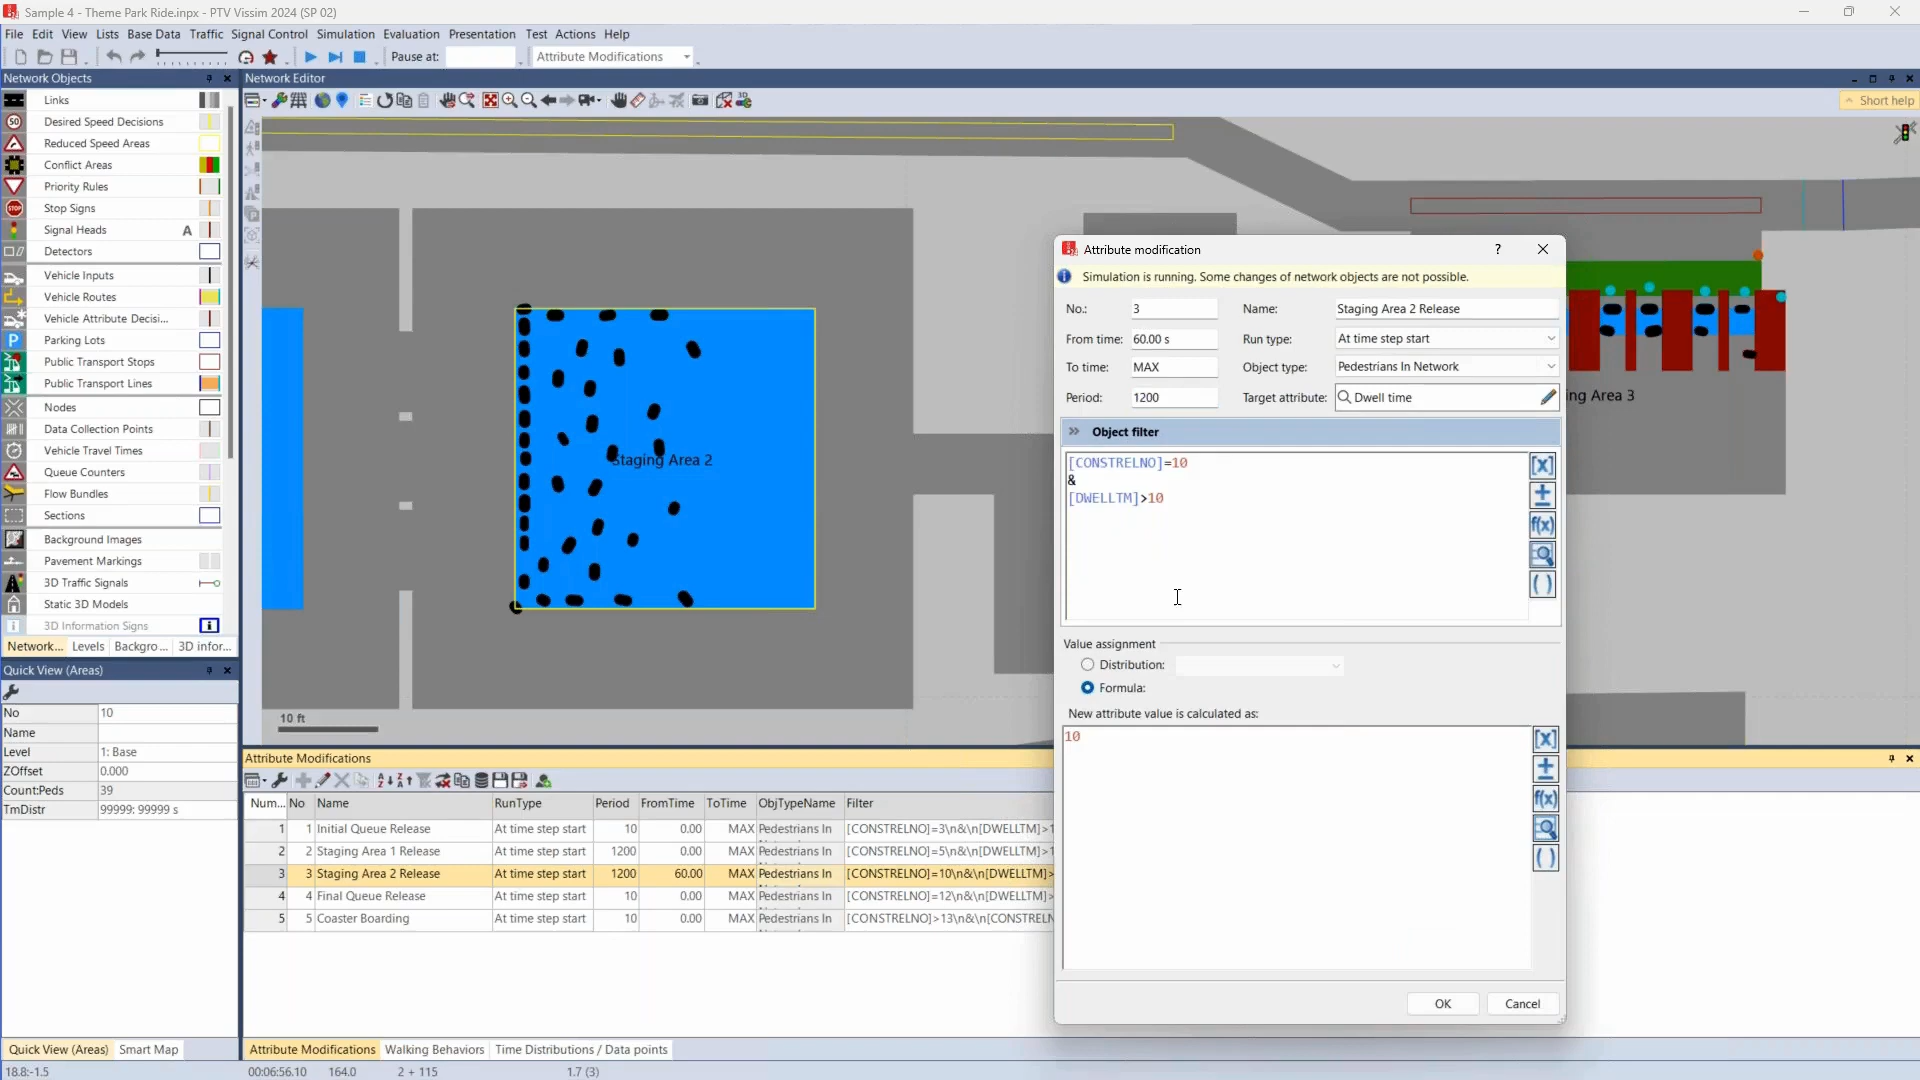 Sample 4 - Theme Park Ride.inpx - PTV Vissim 2024 (SP 02)
File Edit View Lists Base Data Traffic Signal Control Simulation Evaluation Presentation Test Actions Help
Pause at: Attribute Modifications
Network Objects
Network Editor
Short help
Links
50 Desired Speed Decisions
Reduced Speed Areas
Conflict Areas
Priority Rules
STOP Stop Signs
Signal Heads A
Detectors
Vehicle Inputs
Vehicle Routes
Vehicle Attribute Decisi...
P Parking Lots
Public Transport Stops
Public Transport Lines
Nodes
Data Collection Points
Vehicle Travel Times
Queue Counters
Flow Bundles
Sections
Background Images
Pavement Markings
3D Traffic Signals
Static 3D Models
3D Information Signs
Network... Levels Backgro... 3D infor...
Quick View (Areas)
No 10
Name
Level 1: Base
ZOffset 0.000
Count:Peds 39
TmDistr 99999: 99999 s
Quick View (Areas) Smart Map
Staging Area 2
ing Area 3
10 ft
Attribute modification
Simulation is running. Some changes of network objects are not possible.
No.: 3 Name: Staging Area 2 Release
From time: 60.00 s Run type: At time step start
To time: MAX Object type: Pedestrians In Network
Period: 1200 Target attribute: Dwell time
Object filter
[CONSTRELNO]=10
&
[DWELLTM]>10
Value assignment
Distribution:
Formula:
New attribute value is calculated as:
10
OK Cancel
Attribute Modifications
Num... No Name RunType Period FromTime ToTime ObjTypeName Filter
1 1 Initial Queue Release At time step start 10 0.00 MAX Pedestrians In [CONSTRELNO]=3\n&\n[DWELLTM]>1
2 2 Staging Area 1 Release At time step start 1200 0.00 MAX Pedestrians In [CONSTRELNO]=5\n&\n[DWELLTM]>1
3 3 Staging Area 2 Release At time step start 1200 60.00 MAX Pedestrians In [CONSTRELNO]=10\n&\n[DWELLTM]>
4 4 Final Queue Release At time step start 10 0.00 MAX Pedestrians In [CONSTRELNO]=12\n&\n[DWELLTM]>
5 5 Coaster Boarding At time step start 10 0.00 MAX Pedestrians In [CONSTRELNO]>13\n&\n[CONSTRELN
Attribute Modifications Walking Behaviors Time Distributions / Data points
18.8:-1.5 00:06:56.10 164.0 2 + 115 1.7 (3)